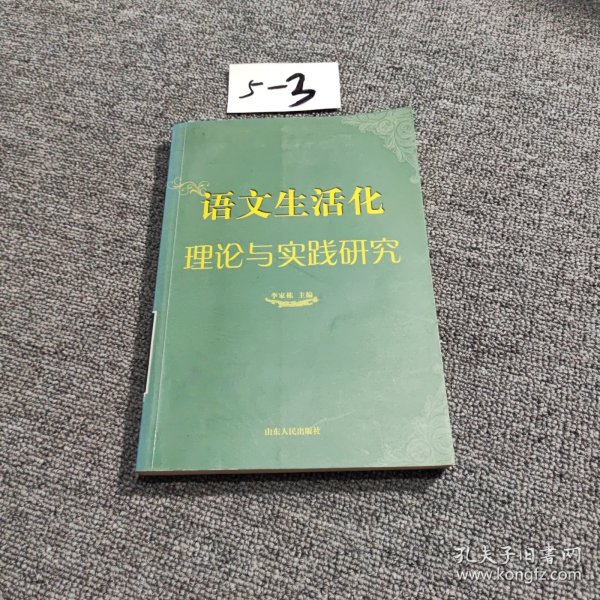 5-3
语文生活化
理论与实践研究
李家栋 主编
山东人民出版社
孔夫子旧书网
www.kongfz.com